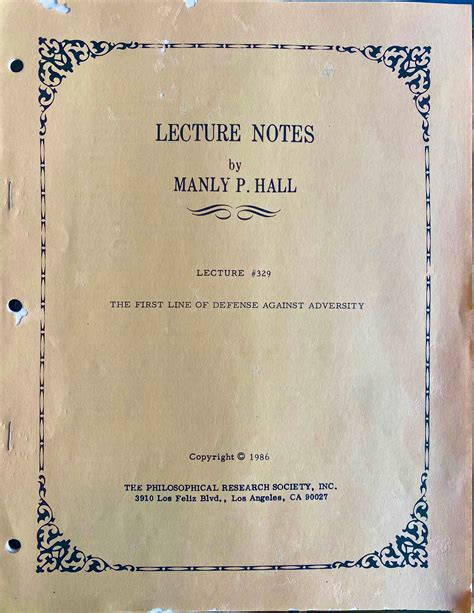 LECTURE NOTES
by
MANLY P. HALL
LECTURE #329
THE FIRST LINE OF DEFENSE AGAINST ADVERSITY
Copyright © 1986
THE PHILOSOPHICAL RESEARCH SOCIETY, INC.
3910 Los Feliz Blvd., Los Angeles, CA 90027